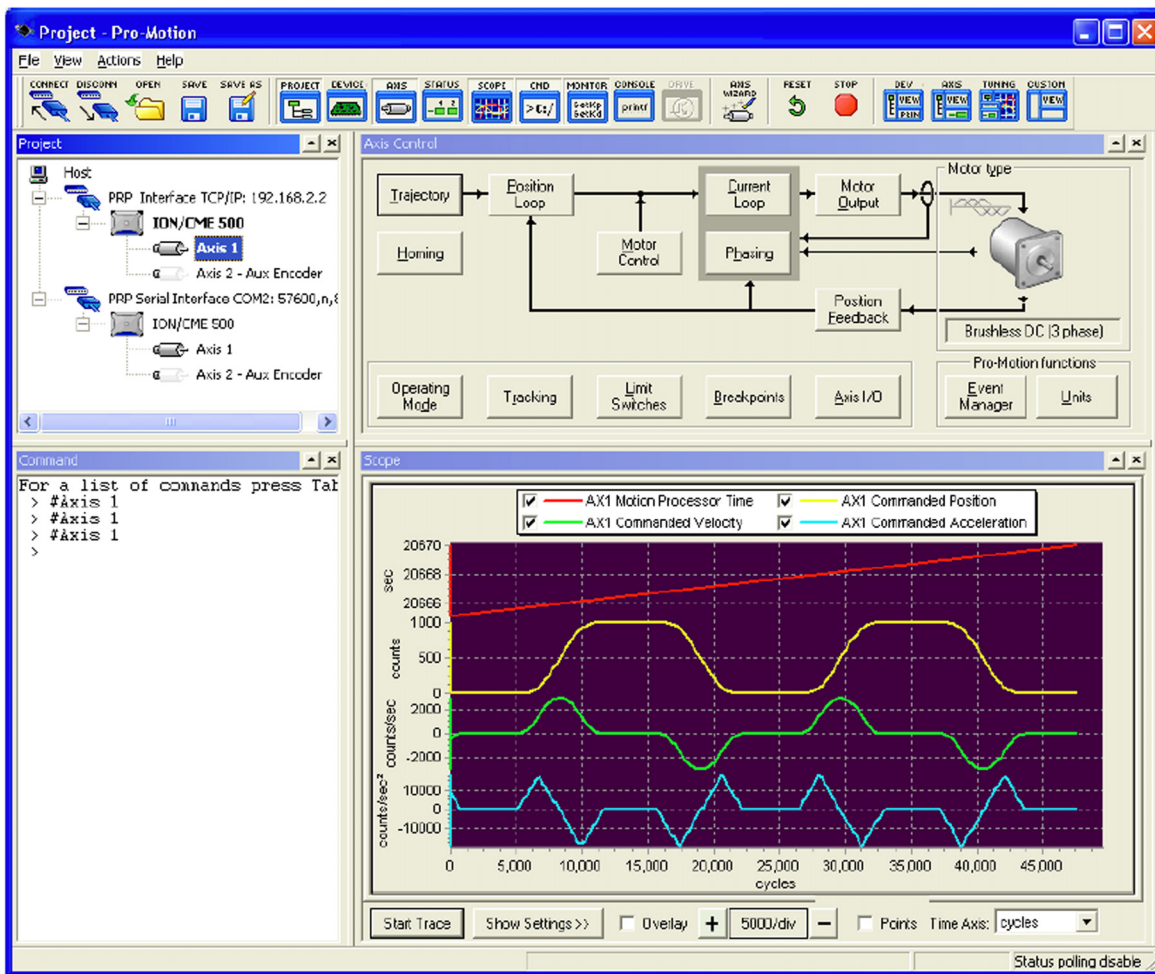 Project - Pro-Motion
File View Actions Help
CONNECT DISCONN OPEN SAVE SAVE AS PROJECT DEVICE AXIS STATUS SCOPE CMD MONITOR CONSOLE DRIVE AXIS WIZARD RESET STOP DEV AXIS TUNING CUSTOM
>C:/ SetKp SetKd printf VIEW VIEW VIEW VIEW
Project
Host
PRP Interface TCP/IP: 192.168.2.2
ION/CME 500
Axis 1
Axis 2 - Aux Encoder
PRP Serial Interface COM2: 57600,n,8
ION/CME 500
Axis 1
Axis 2 - Aux Encoder
Axis Control
Trajectory
Position Loop
Current Loop
Motor Output
Motor type
Homing
Motor Control
Phasing
Position Feedback
Brushless DC (3 phase)
Operating Mode
Tracking
Limit Switches
Breakpoints
Axis I/O
Pro-Motion functions
Event Manager
Units
Command
For a list of commands press Tab
> #Axis 1
> #Axis 1
> #Axis 1
>
Scope
AX1 Motion Processor Time AX1 Commanded Position
AX1 Commanded Velocity AX1 Commanded Acceleration
sec
20670
20668
20666
counts
1000
500
0
counts/sec
2000
0
-2000
counts/sec²
10000
0
-10000
0 5,000 10,000 15,000 20,000 25,000 30,000 35,000 40,000 45,000
cycles
Start Trace Show Settings >> Overlay + 5000/div - Points Time Axis: cycles
Status polling disable